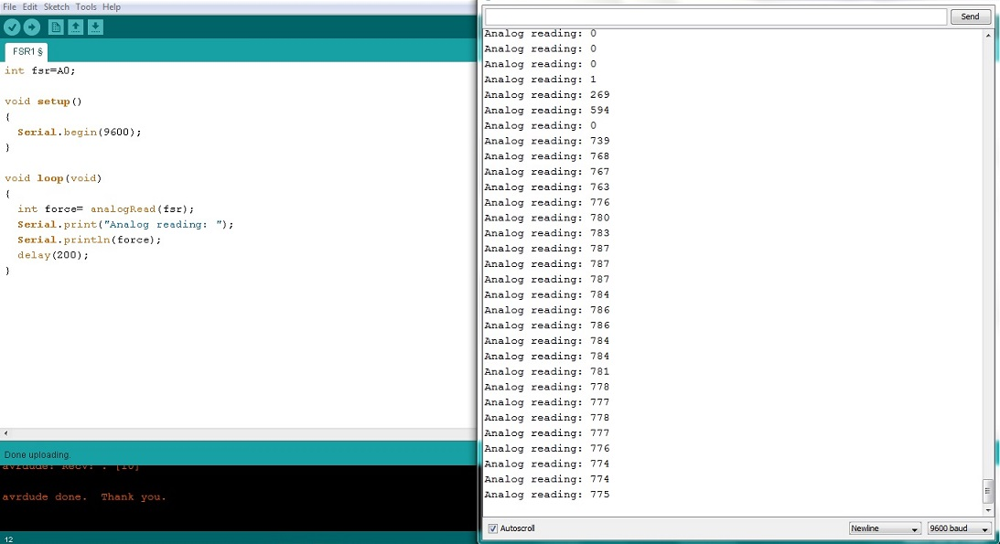 File Edit Sketch Tools Help
FSR1 §
int fsr=A0;
void setup()
{
Serial.begin(9600);
}
void loop(void)
{
int force= analogRead(fsr);
Serial.print("Analog reading: ");
Serial.println(force);
delay(200);
}
Done uploading.
avrdude: Recv: . [10]
avrdude done.  Thank you.
12
Send
Analog reading: 0
Analog reading: 0
Analog reading: 0
Analog reading: 1
Analog reading: 269
Analog reading: 594
Analog reading: 0
Analog reading: 739
Analog reading: 768
Analog reading: 767
Analog reading: 763
Analog reading: 776
Analog reading: 780
Analog reading: 783
Analog reading: 787
Analog reading: 787
Analog reading: 787
Analog reading: 784
Analog reading: 786
Analog reading: 786
Analog reading: 784
Analog reading: 784
Analog reading: 781
Analog reading: 778
Analog reading: 777
Analog reading: 778
Analog reading: 777
Analog reading: 776
Analog reading: 774
Analog reading: 774
Analog reading: 775
Autoscroll
Newline
9600 baud